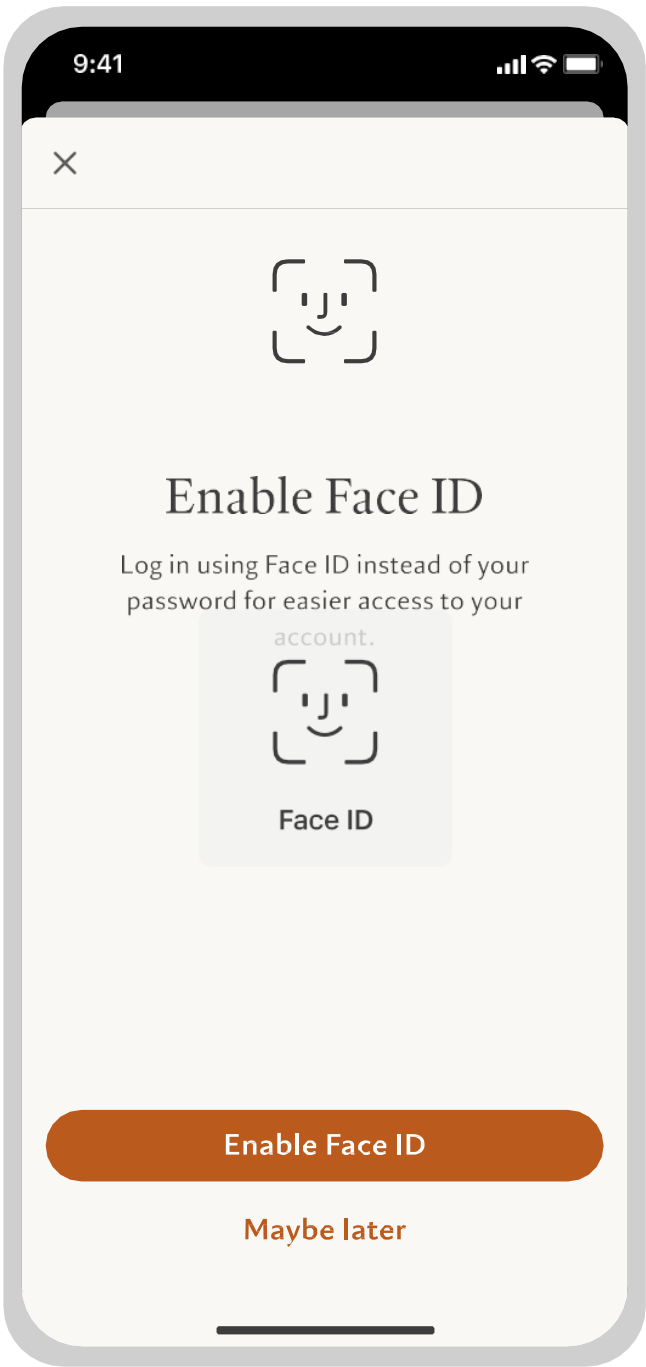 9:41
Enable Face ID
Log in using Face ID instead of your
password for easier access to your
account.
Face ID
Enable Face ID
Maybe later